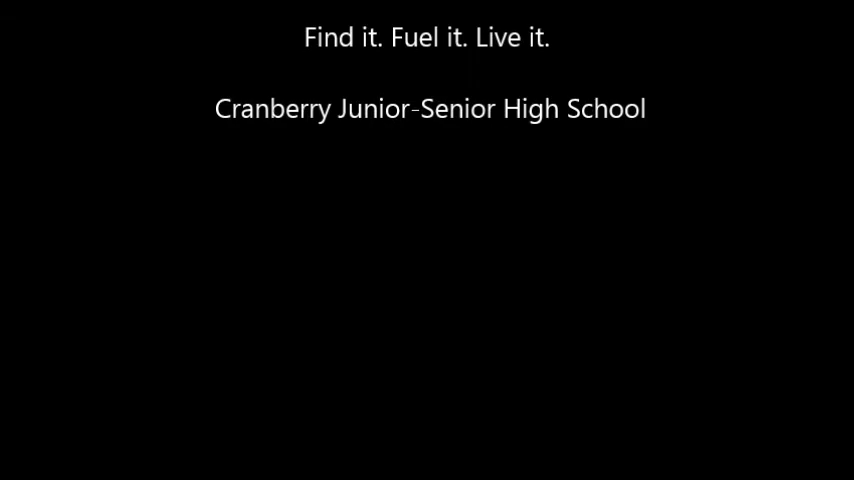 Find it. Fuel it. Live it.
Cranberry Junior-Senior High School